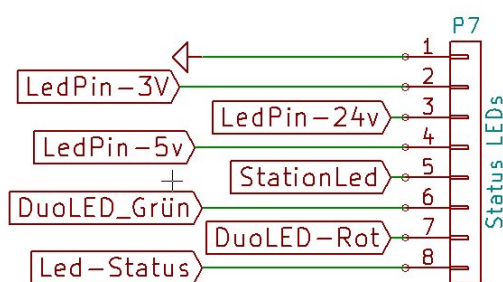 P7
1
LedPin-3V 2
LedPin-24v 3
LedPin-5v 4
StationLed 5
DuoLED_Grün 6
DuoLED-Rot 7
Led-Status 8
Status LEDs